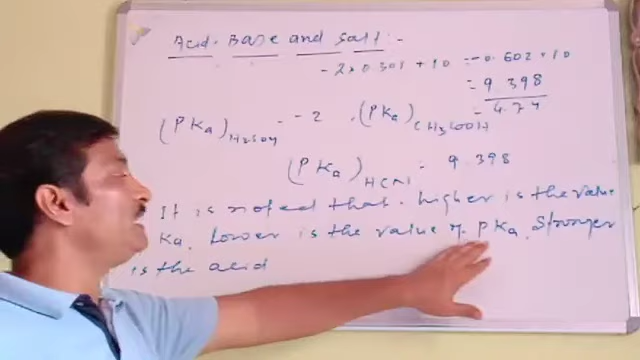 Acid. Base and Salt:-
- 2x0.301 + 10 = -0.602 + 10
= 9.398
(PKa)H2SO4 = -2 , (PKa)CH3COOH = 4.74
(PKa)HCN = 9.398
It is noted that. higher is the value
Ka. Lower is the value of PKa, Stronger
is the acid